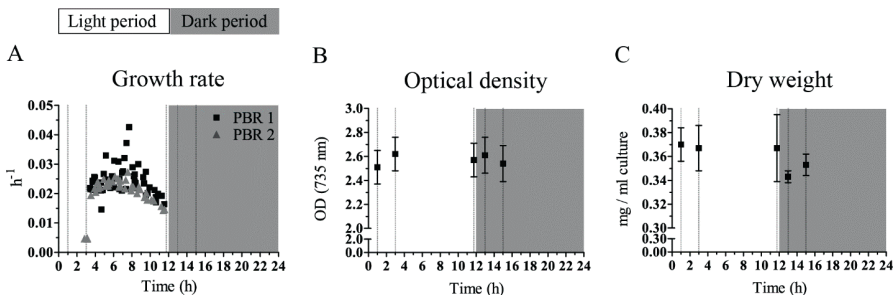 Light period Dark period
A
Growth rate
0.05
0.04
0.03
0.02
0.01
0.00
h-1
PBR 1
PBR 2
0 2 4 6 8 10 12 14 16 18 20 22 24
Time (h)
B
Optical density
3.0
2.8
2.6
2.4
2.2
2.0
2.0
0.0
OD (735 nm)
0 2 4 6 8 10 12 14 16 18 20 22 24
Time (h)
C
Dry weight
0.40
0.38
0.36
0.34
0.32
0.30
0.30
0.00
mg / ml culture
0 2 4 6 8 10 12 14 16 18 20 22 24
Time (h)